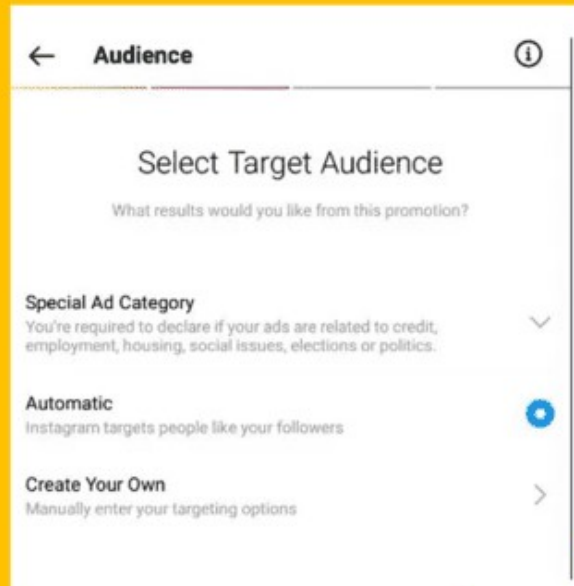 Audience
Select Target Audience
What results would you like from this promotion?
Special Ad Category
You're required to declare if your ads are related to credit,
employment, housing, social issues, elections or politics.
Automatic
Instagram targets people like your followers
Create Your Own
Manually enter your targeting options